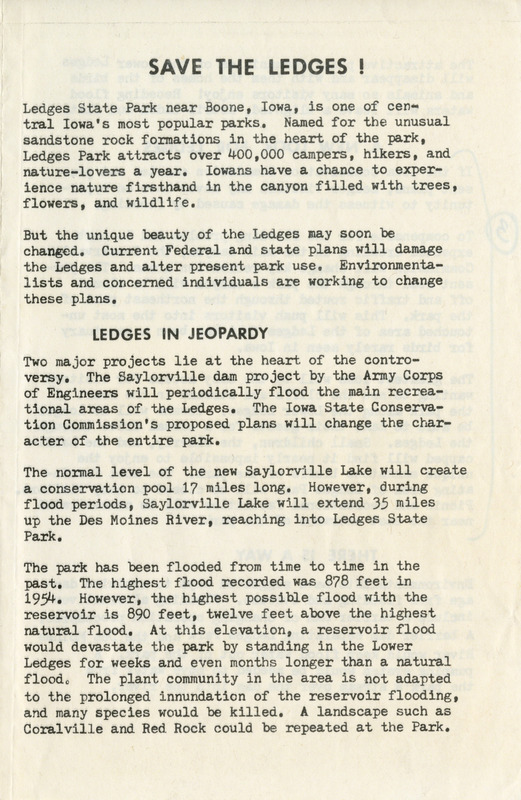 SAVE THE LEDGES !
Ledges State Park near Boone, Iowa, is one of cen-
tral Iowa's most popular parks. Named for the unusual
sandstone rock formations in the heart of the park,
Ledges Park attracts over 400,000 campers, hikers, and
nature-lovers a year. Iowans have a chance to exper-
ience nature firsthand in the canyon filled with trees,
flowers, and wildlife.
But the unique beauty of the Ledges may soon be
changed. Current Federal and state plans will damage
the Ledges and alter present park use. Environmenta-
lists and concerned individuals are working to change
these plans.
LEDGES IN JEOPARDY
Two major projects lie at the heart of the contro-
versy. The Saylorville dam project by the Army Corps
of Engineers will periodically flood the main recrea-
tional areas of the Ledges. The Iowa State Conserva-
tion Commission's proposed plans will change the char-
acter of the entire park.
The normal level of the new Saylorville Lake will create
a conservation pool 17 miles long. However, during
flood periods, Saylorville Lake will extend 35 miles
up the Des Moines River, reaching into Ledges State
Park.
The park has been flooded from time to time in the
past. The highest flood recorded was 878 feet in
1954. However, the highest possible flood with the
reservoir is 890 feet, twelve feet above the highest
natural flood. At this elevation, a reservoir flood
would devastate the park by standing in the Lower
Ledges for weeks and even months longer than a natural
flood. The plant community in the area is not adapted
to the prolonged innundation of the reservoir flooding,
and many species would be killed. A landscape such as
Coralville and Red Rock could be repeated at the Park.